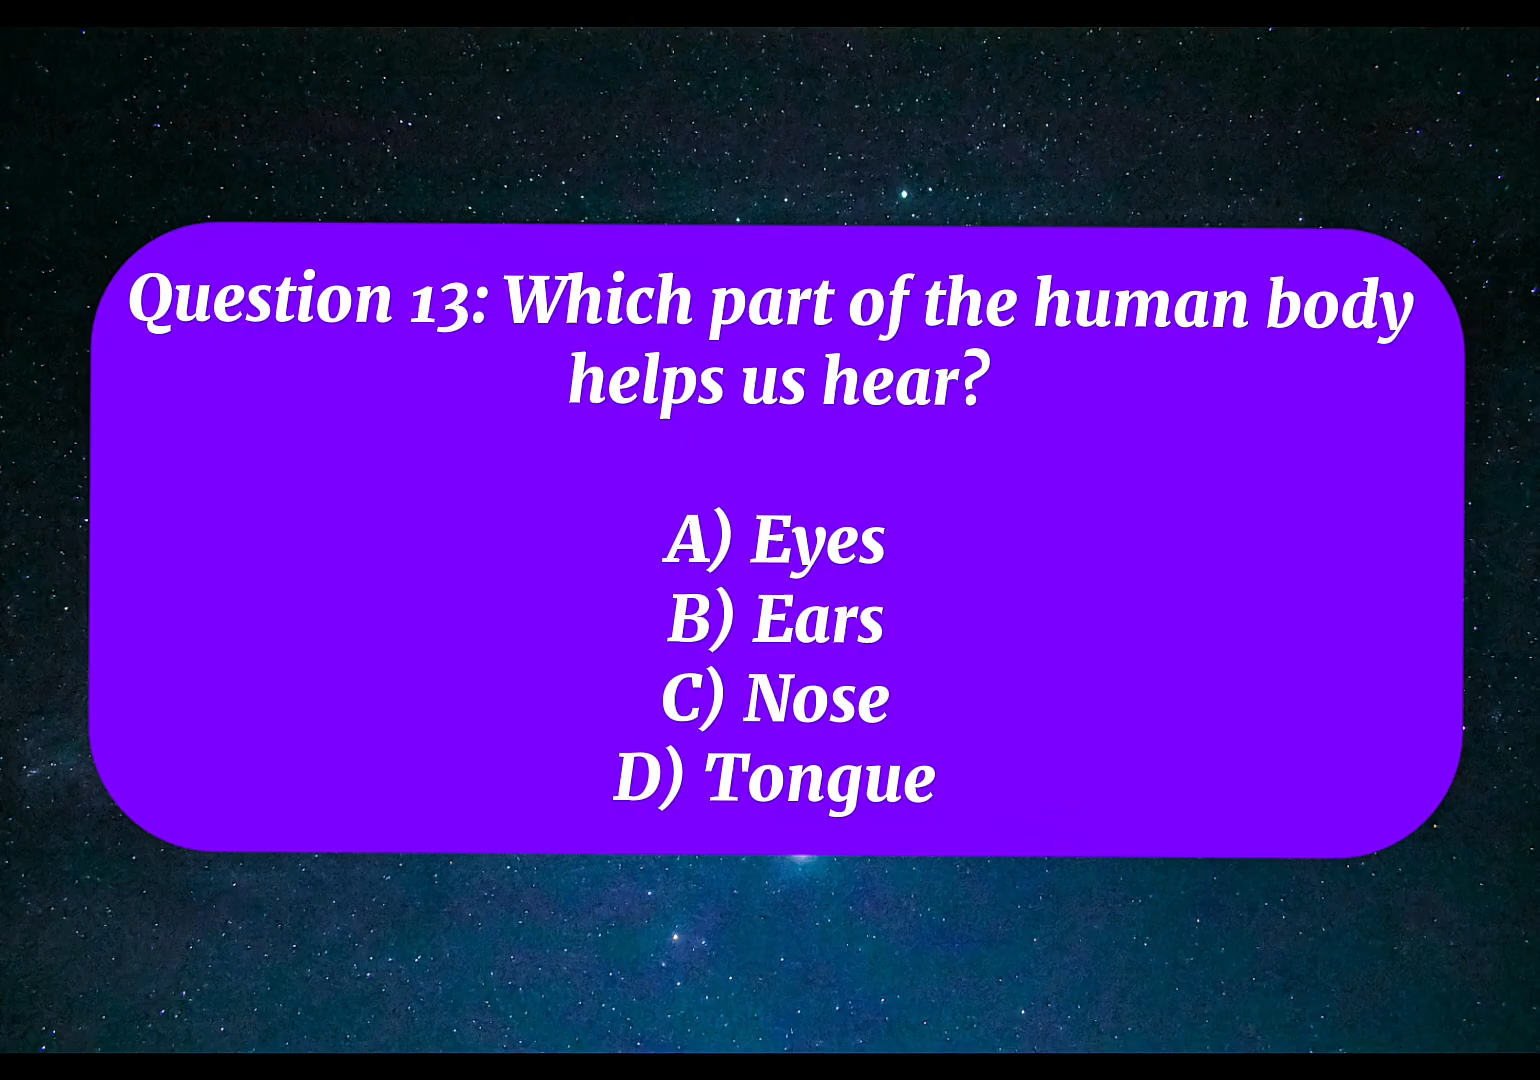 Question 13: Which part of the human body
helps us hear?
A) Eyes
B) Ears
C) Nose
D) Tongue